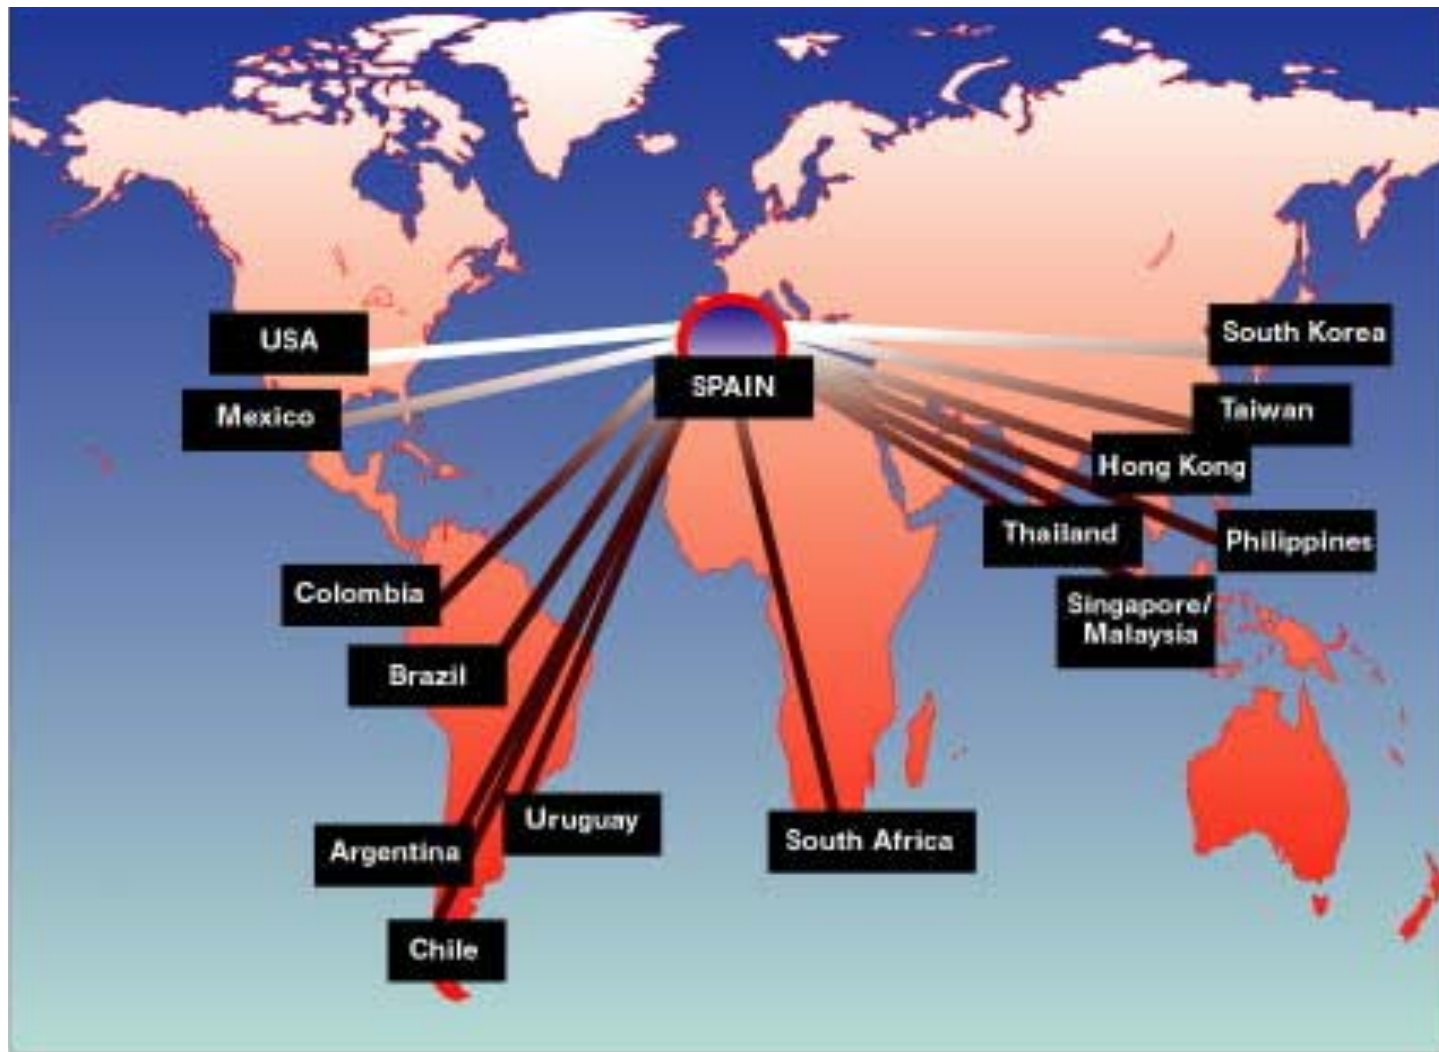 USA
South Korea
SPAIN
Mexico
Taiwan
Hong Kong
Thailand
Philippines
Colombia
Singapore/
Malaysia
Brazil
Uruguay
South Africa
Argentina
Chile